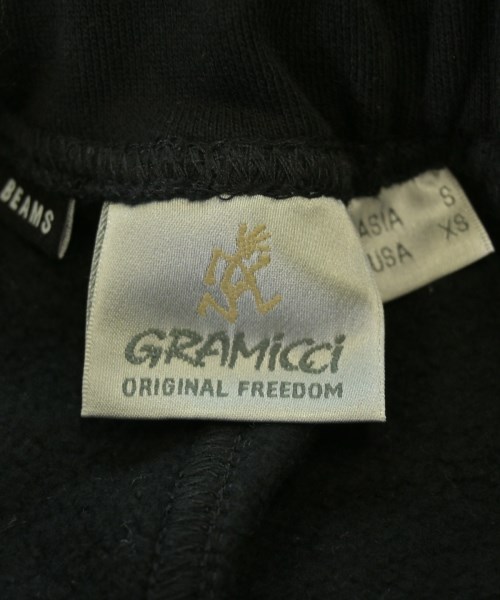 BEAMS
GRAMicci
ORIGINAL FREEDOM
ASIA S
USA XS